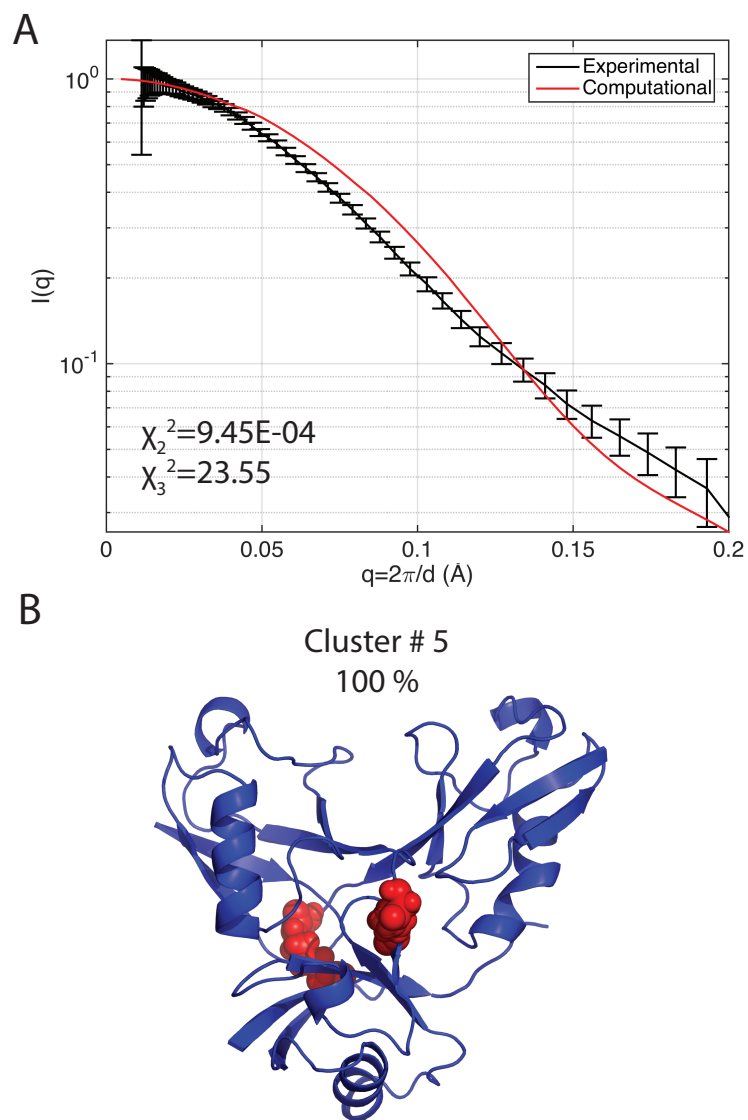 A
10⁰
10⁻¹
I(q)
Experimental
Computational
χ₂²=9.45E-04
χ₃²=23.55
0 0.05 0.1 0.15 0.2
q=2π/d (Å)
B
Cluster # 5
100 %